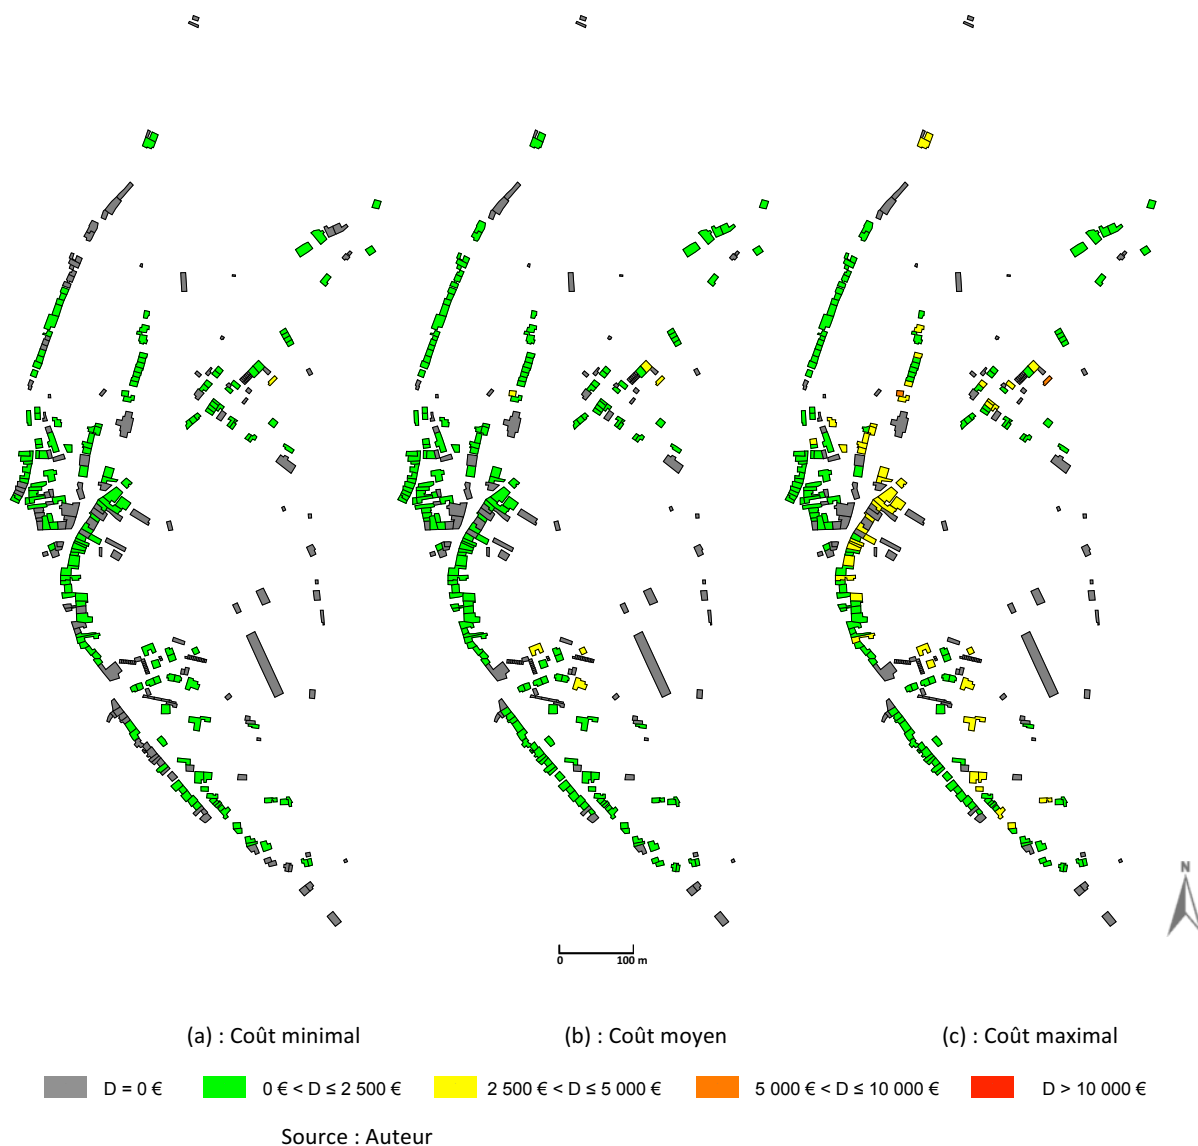 N
0 100 m
(a) : Coût minimal (b) : Coût moyen (c) : Coût maximal
D = 0 € 0 € < D ≤ 2 500 € 2 500 € < D ≤ 5 000 € 5 000 € < D ≤ 10 000 € D > 10 000 €
Source : Auteur